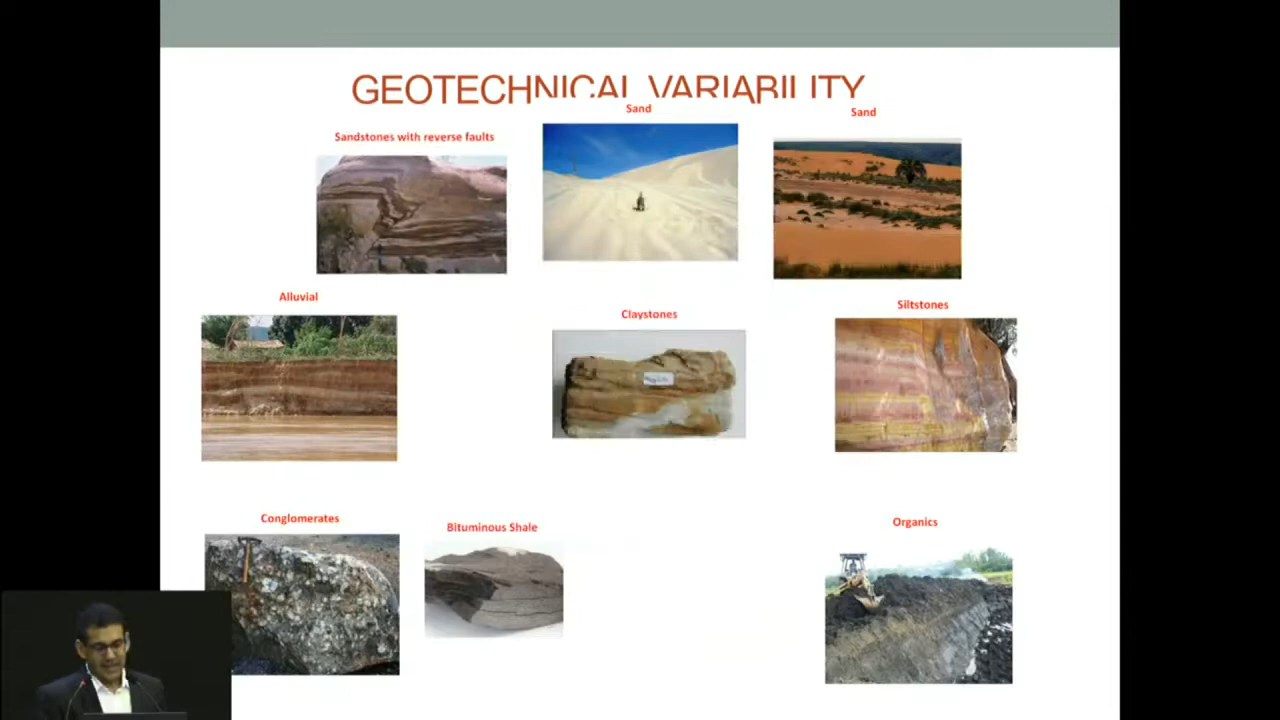 GEOTECHNICAL VARIABILITY
Sand
Sand
Sandstones with reverse faults
Alluvial
Claystones
Siltstones
Conglomerates
Bituminous Shale
Organics